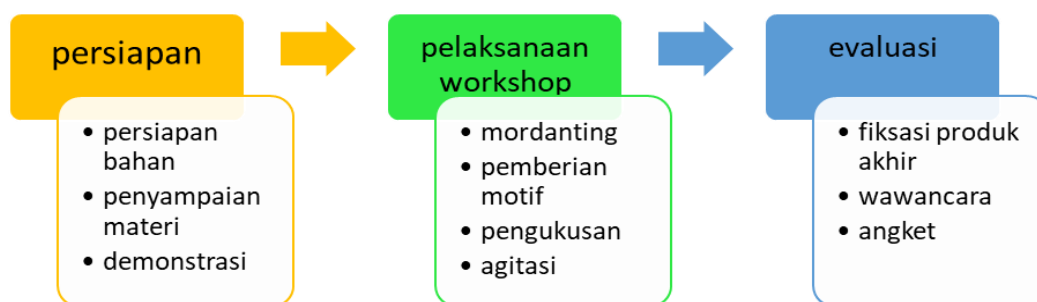 persiapan
• persiapan
bahan
• penyampaian
materi
• demonstrasi
pelaksanaan
workshop
• mordanting
• pemberian
motif
• pengukusan
• agitasi
evaluasi
• fiksasi produk
akhir
• wawancara
• angket